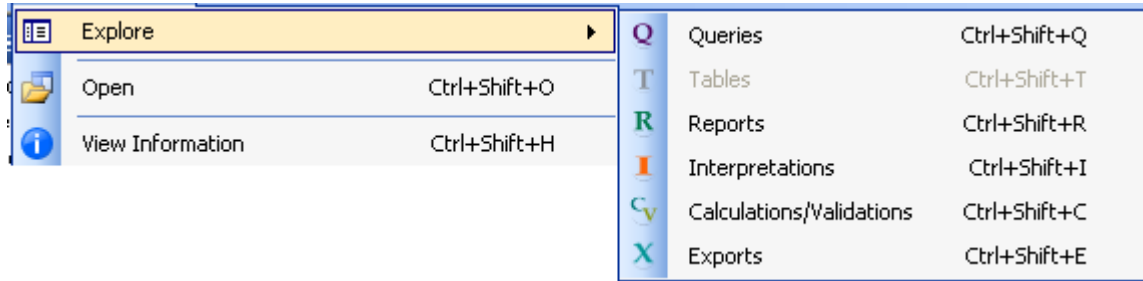 Explore
Open Ctrl+Shift+O
View Information Ctrl+Shift+H
Q Queries Ctrl+Shift+Q
T Tables Ctrl+Shift+T
R Reports Ctrl+Shift+R
I Interpretations Ctrl+Shift+I
CV Calculations/Validations Ctrl+Shift+C
X Exports Ctrl+Shift+E